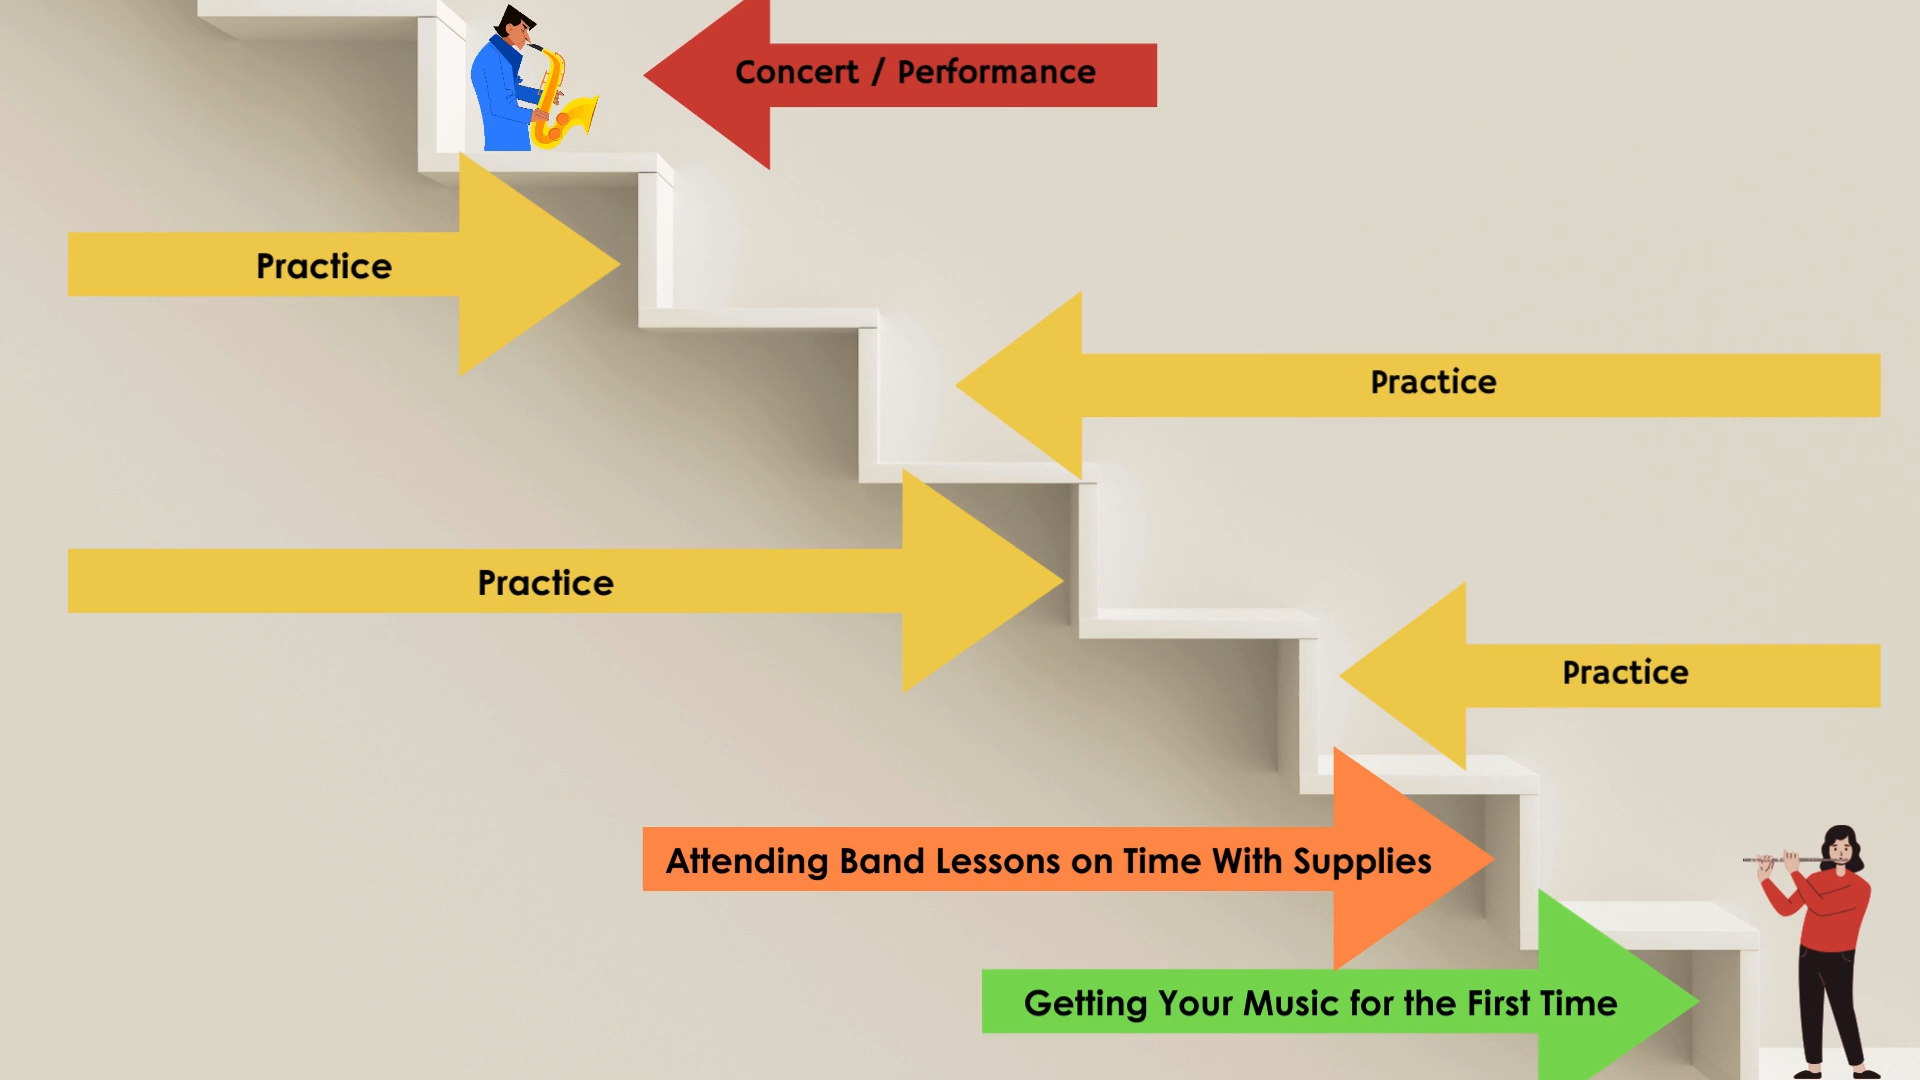 Concert / Performance
Practice
Practice
Practice
Practice
Attending Band Lessons on Time With Supplies
Getting Your Music for the First Time